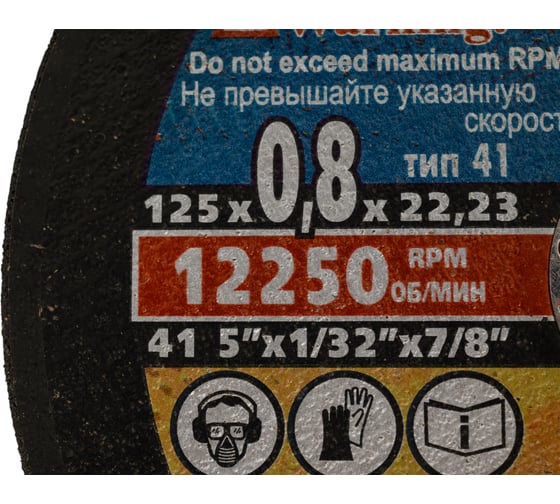 Warning!
Do not exceed maximum RPM
Не превышайте указанную
скорост
тип 41
125 x 0,8 x 22,23
12250 RPM
ОБ/МИН
41 5”x1/32”x7/8”
i